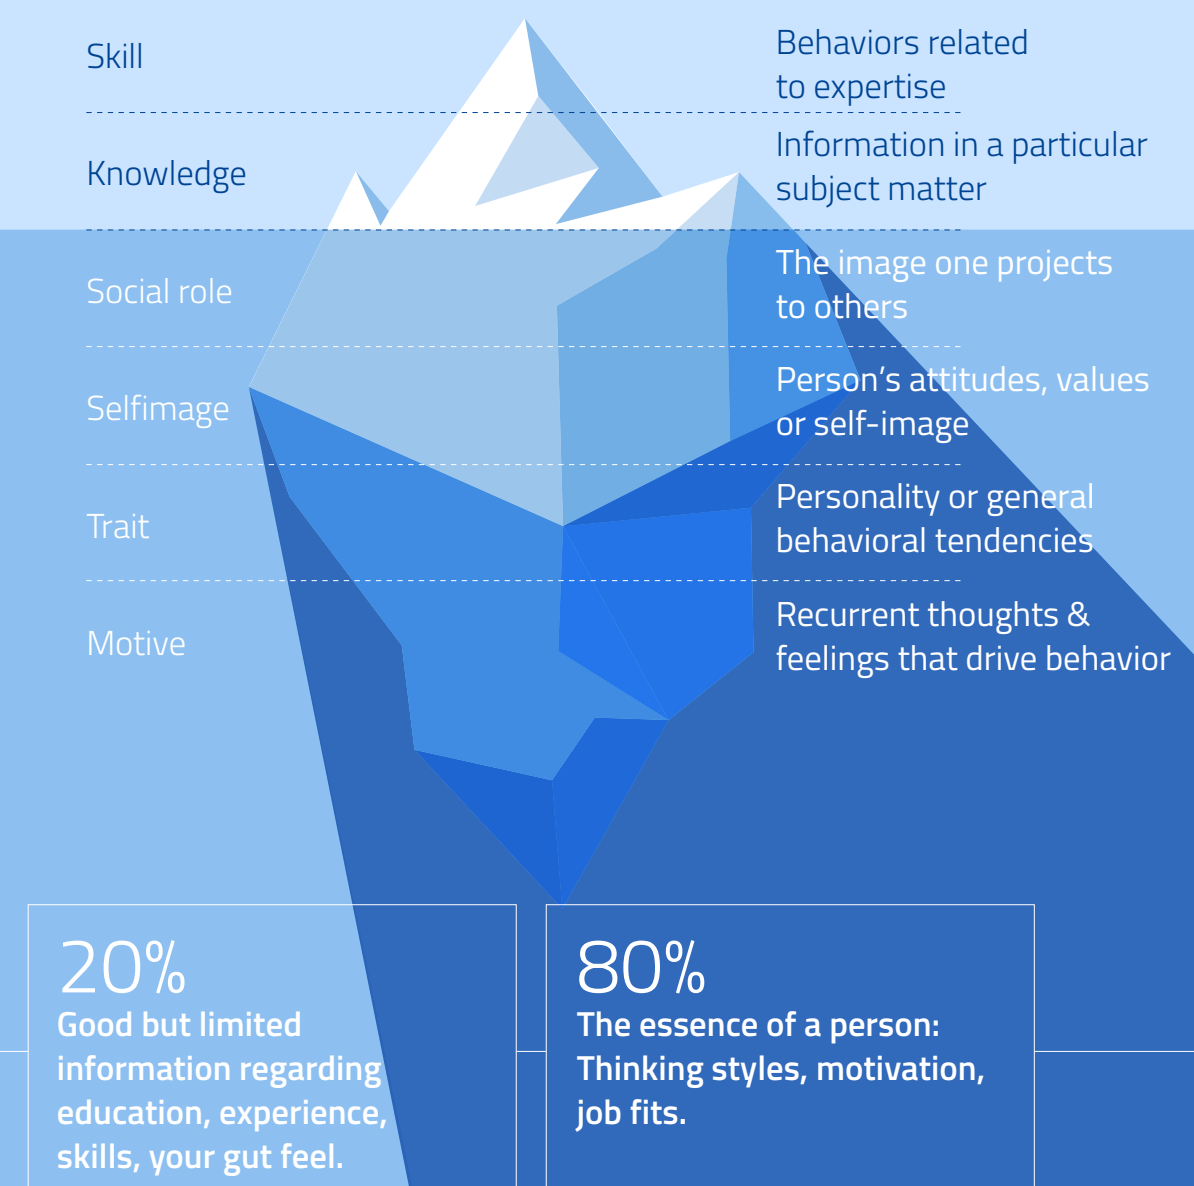 Skill
Behaviors related
to expertise
Knowledge
Information in a particular
subject matter
Social role
The image one projects
to others
Selfimage
Person's attitudes, values
or self-image
Trait
Personality or general
behavioral tendencies
Motive
Recurrent thoughts &
feelings that drive behavior
20%
Good but limited
information regarding
education, experience,
skills, your gut feel.
80%
The essence of a person:
Thinking styles, motivation,
job fits.